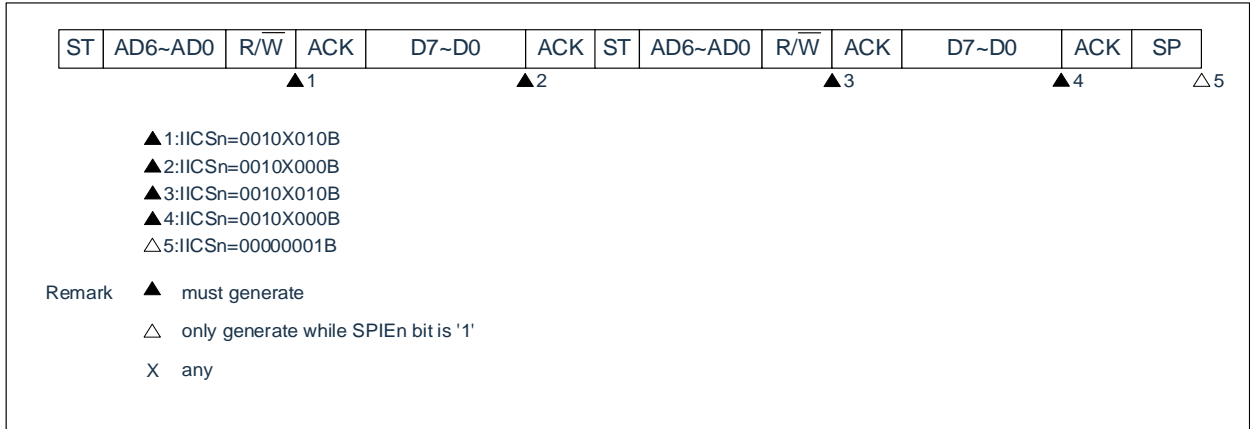 ST AD6~AD0 R/W̅ ACK D7~D0 ACK ST AD6~AD0 R/W̅ ACK D7~D0 ACK SP
▲1 ▲2 ▲3 ▲4 △5
▲1:IICSn=0010X010B
▲2:IICSn=0010X000B
▲3:IICSn=0010X010B
▲4:IICSn=0010X000B
△5:IICSn=00000001B
Remark ▲ must generate
△ only generate while SPIEn bit is '1'
X any